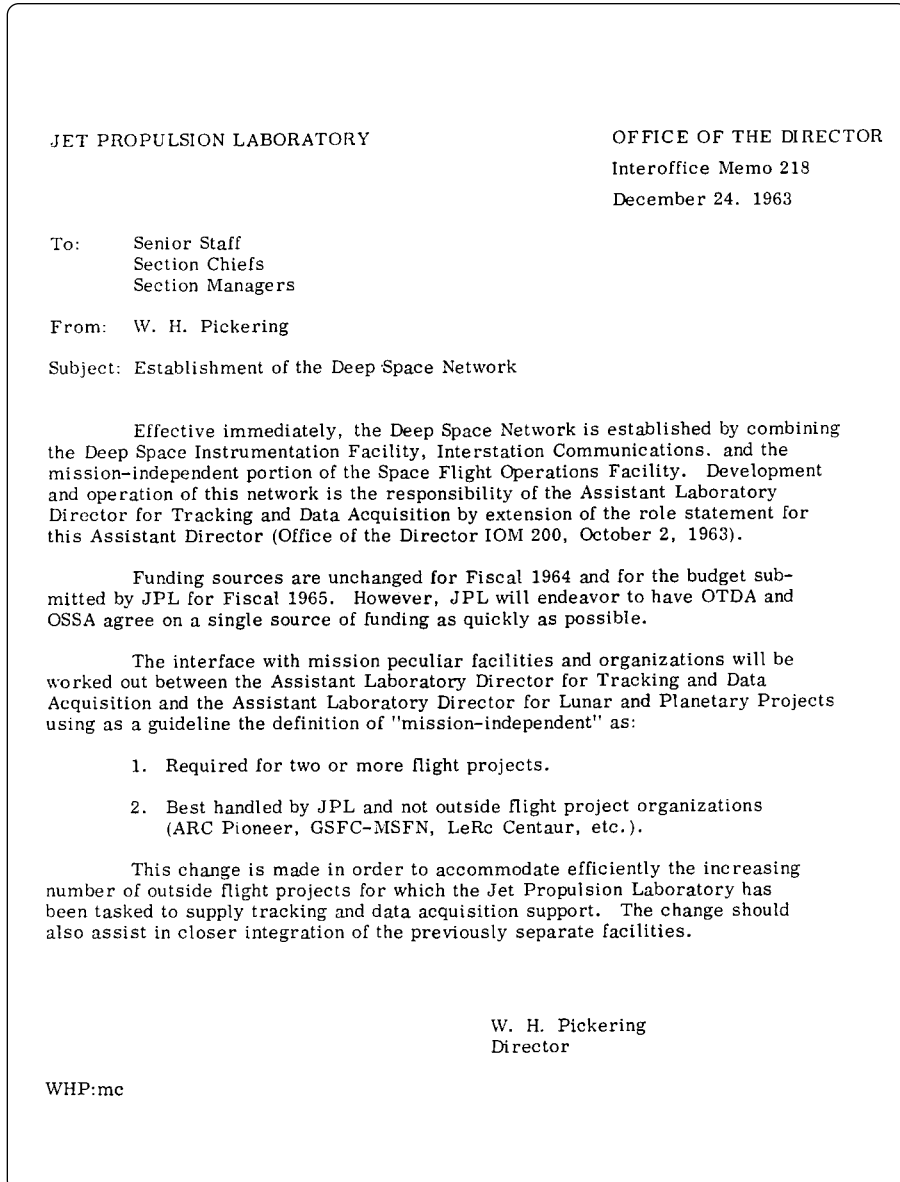 JET PROPULSION LABORATORY
OFFICE OF THE DIRECTOR
Interoffice Memo 218
December 24. 1963
To: Senior Staff
Section Chiefs
Section Managers
From: W. H. Pickering
Subject: Establishment of the Deep Space Network
Effective immediately, the Deep Space Network is established by combining
the Deep Space Instrumentation Facility, Interstation Communications. and the
mission-independent portion of the Space Flight Operations Facility. Development
and operation of this network is the responsibility of the Assistant Laboratory
Director for Tracking and Data Acquisition by extension of the role statement for
this Assistant Director (Office of the Director IOM 200, October 2, 1963).
Funding sources are unchanged for Fiscal 1964 and for the budget sub-
mitted by JPL for Fiscal 1965. However, JPL will endeavor to have OTDA and
OSSA agree on a single source of funding as quickly as possible.
The interface with mission peculiar facilities and organizations will be
worked out between the Assistant Laboratory Director for Tracking and Data
Acquisition and the Assistant Laboratory Director for Lunar and Planetary Projects
using as a guideline the definition of "mission-independent" as:
1. Required for two or more flight projects.
2. Best handled by JPL and not outside flight project organizations
(ARC Pioneer, GSFC-MSFN, LeRc Centaur, etc.).
This change is made in order to accommodate efficiently the increasing
number of outside flight projects for which the Jet Propulsion Laboratory has
been tasked to supply tracking and data acquisition support. The change should
also assist in closer integration of the previously separate facilities.
W. H. Pickering
Director
WHP:mc